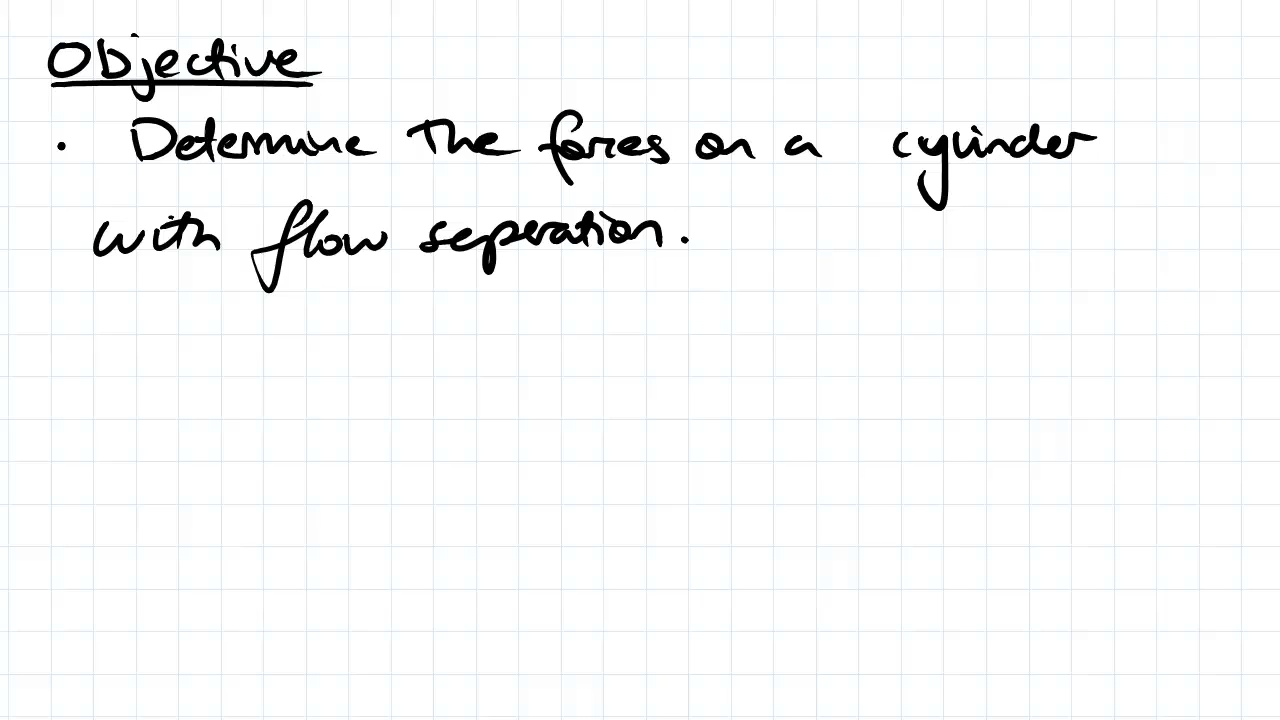 Objective
· Determine the forces on a cylinder
with flow seperation.